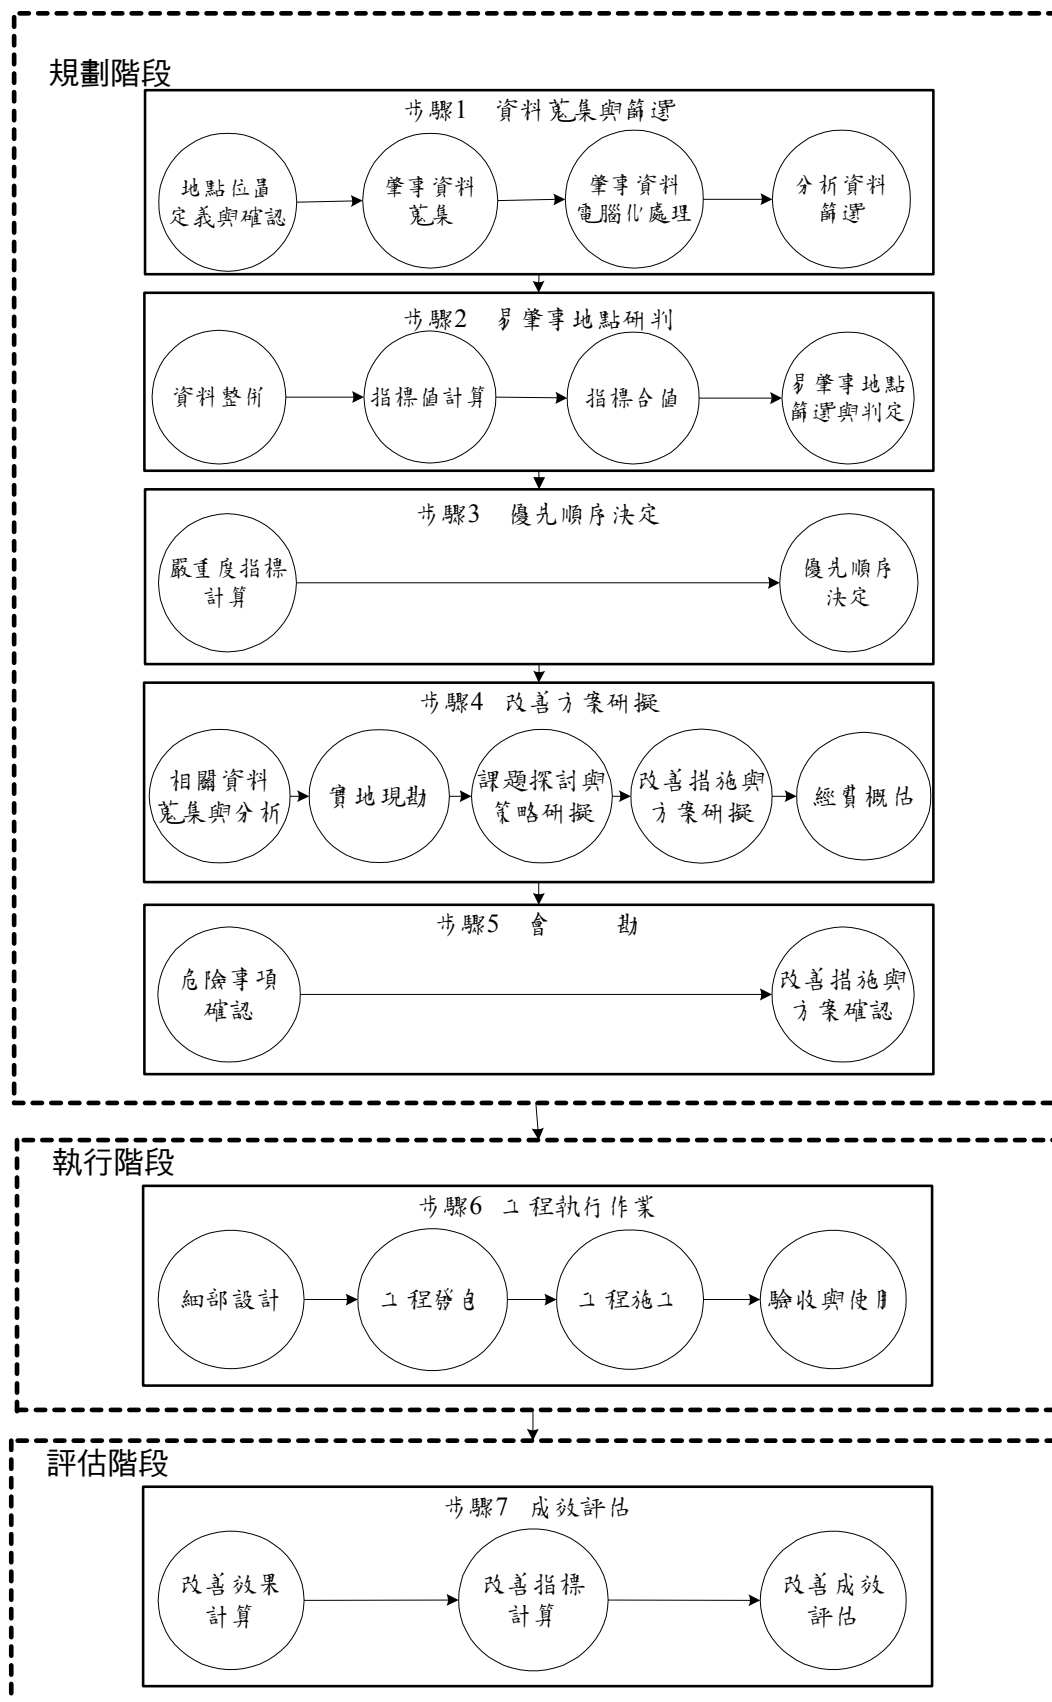 規劃階段
步驟1 資料蒐集與篩選
地點位置
定義與確認
肇事資料
蒐集
肇事資料
電腦化處理
分析資料
篩選
步驟2 易肇事地點研判
資料整併
指標值計算
指標合值
易肇事地點
篩選與判定
步驟3 優先順序決定
嚴重度指標
計算
優先順序
決定
步驟4 改善方案研擬
相關資料
蒐集與分析
實地現勘
課題探討與
策略研擬
改善措施與
方案研擬
經費概估
步驟5 會 勘
危險事項
確認
改善措施與
方案確認
執行階段
步驟6 工程執行作業
細部設計
工程發包
工程施工
驗收與使用
評估階段
步驟7 成效評估
改善效果
計算
改善指標
計算
改善成效
評估